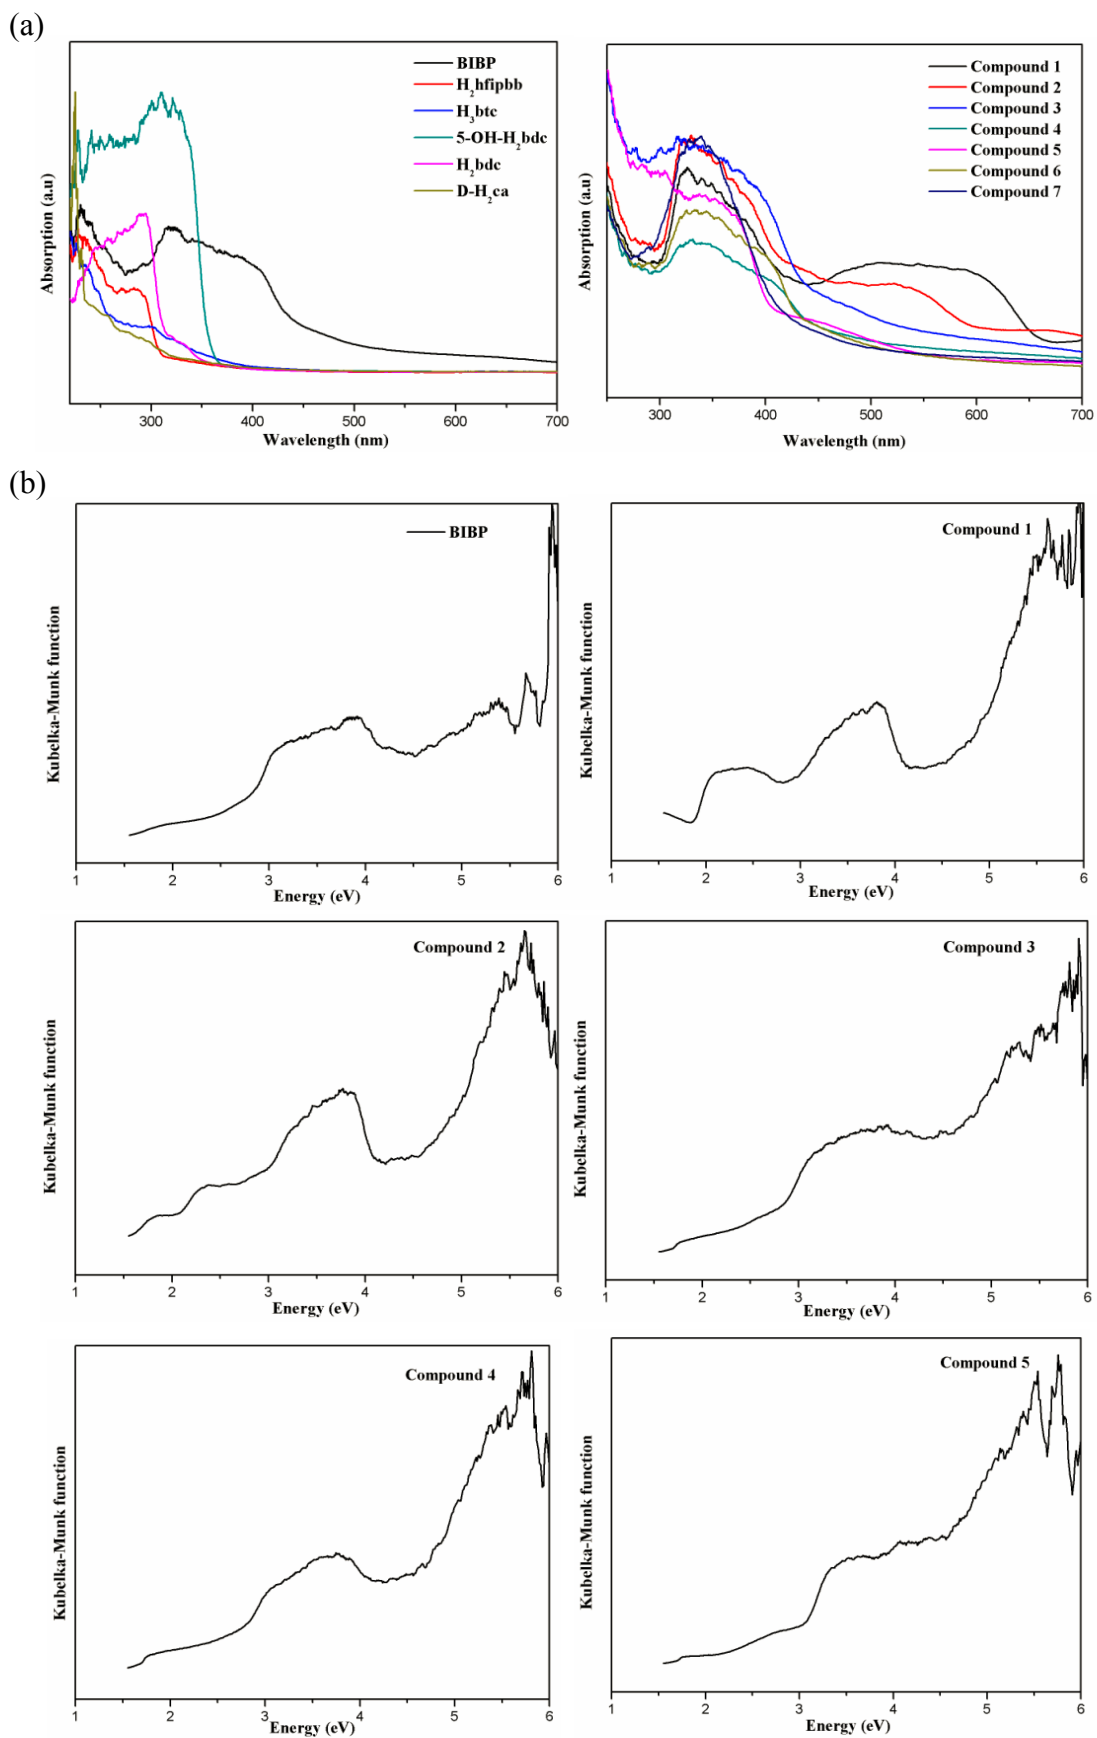 (a)
BIBP
H2hfipbb
H3btc
5-OH-H2bdc
H2bdc
D-H2ca
Absorption (a.u)
300 400 500 600 700
Wavelength (nm)
Compound 1
Compound 2
Compound 3
Compound 4
Compound 5
Compound 6
Compound 7
Absorption (a.u)
300 400 500 600 700
Wavelength (nm)
(b)
BIBP
Kubelka-Munk function
1 2 3 4 5 6
Energy (eV)
Compound 1
Kubelka-Munk function
1 2 3 4 5 6
Energy (eV)
Compound 2
Kubelka-Munk function
1 2 3 4 5 6
Energy (eV)
Compound 3
Kubelka-Munk function
1 2 3 4 5 6
Energy (eV)
Compound 4
Kubelka-Munk function
1 2 3 4 5 6
Energy (eV)
Compound 5
Kubelka-Munk function
1 2 3 4 5 6
Energy (eV)